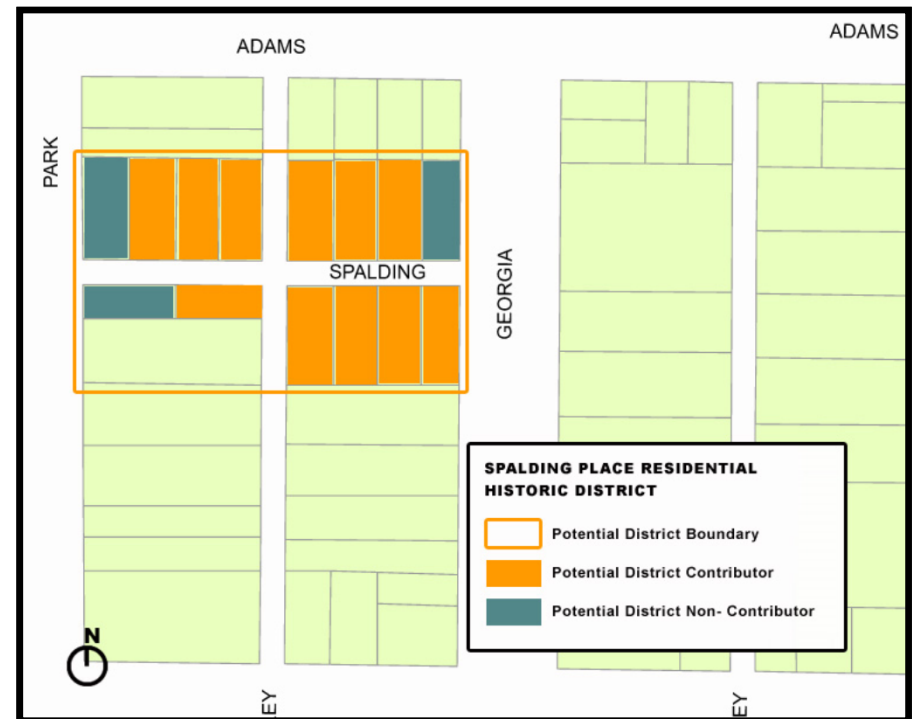 ADAMS
ADAMS
PARK
SPALDING
GEORGIA
SPALDING PLACE RESIDENTIAL
HISTORIC DISTRICT
Potential District Boundary
Potential District Contributor
Potential District Non- Contributor
N
EY
EY